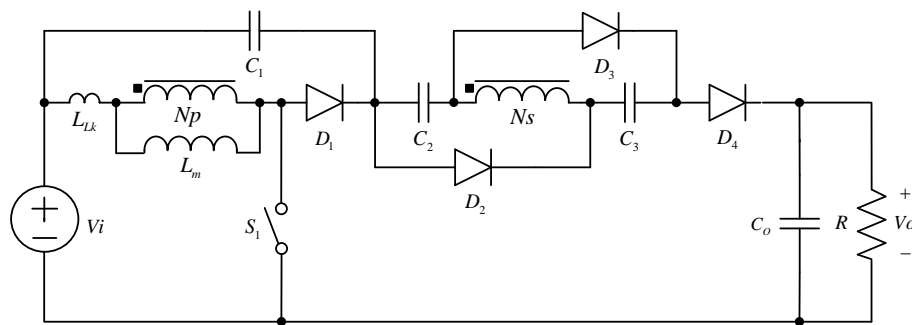 C1
D3
LLk
Np
D1
C2
Ns
C3
D4
Lm
D2
Vi
S1
CO
R
+
Vo
−